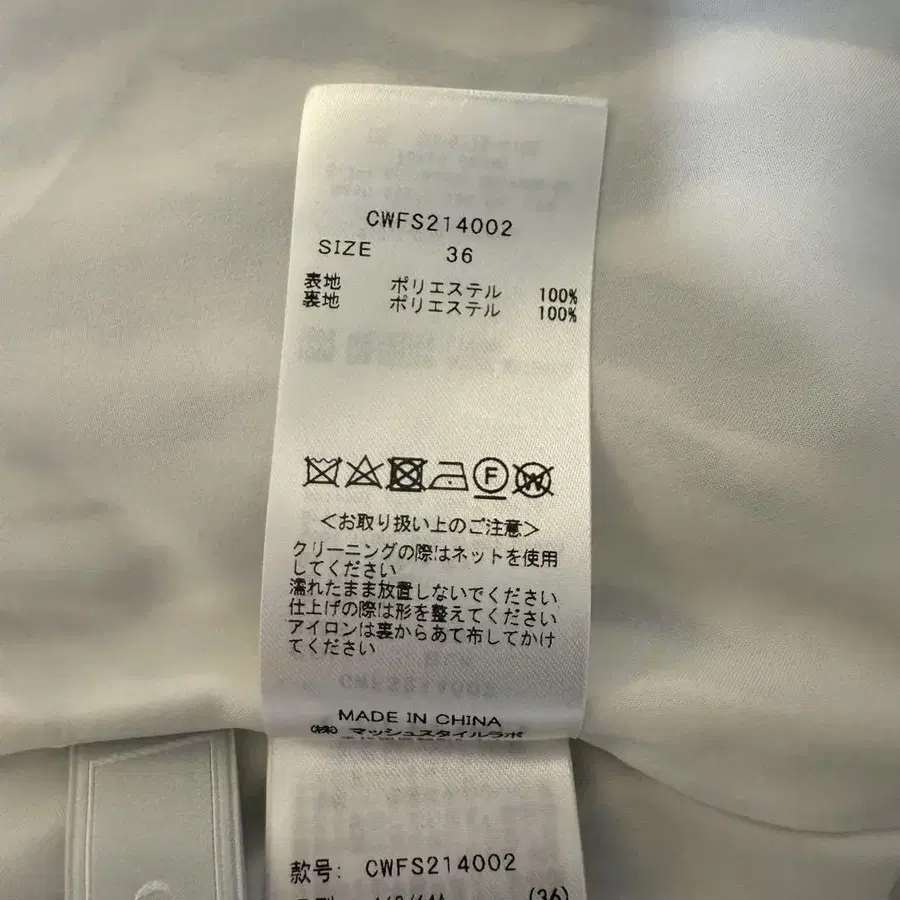 CWFS214002
SIZE 36
表地 ポリエステル 100%
裏地 ポリエステル 100%
F W
<お取り扱い上のご注意>
クリーニングの際はネットを使用
してください
濡れたまま放置しないでください
仕上げの際は形を整えてください
アイロンは裏からあて布してかけ
てください
CWFS214002
MADE IN CHINA
(株) マッシュスタイルラボ
款号: CWFS214002
(36)